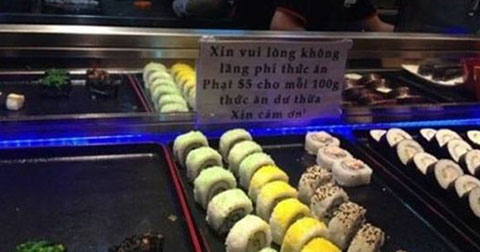 Xin vui lòng không
lãng phí thức ăn
Phạt $5 cho mỗi 100g
thức ăn dư thừa
Xin cảm ơn!